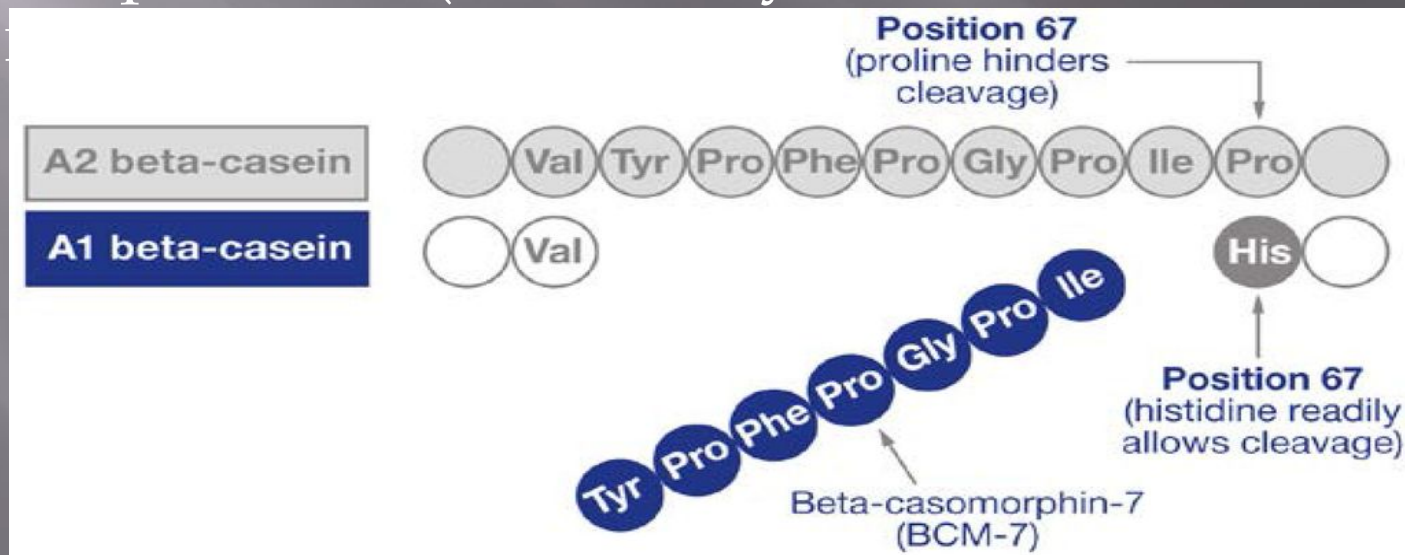 Position 67
(proline hinders
cleavage)
A2 beta-casein
Val Tyr Pro Phe Pro Gly Pro Ile Pro
A1 beta-casein
Val
His
Tyr Pro Phe Pro Gly Pro Ile
Position 67
(histidine readily
allows cleavage)
Beta-casomorphin-7
(BCM-7)